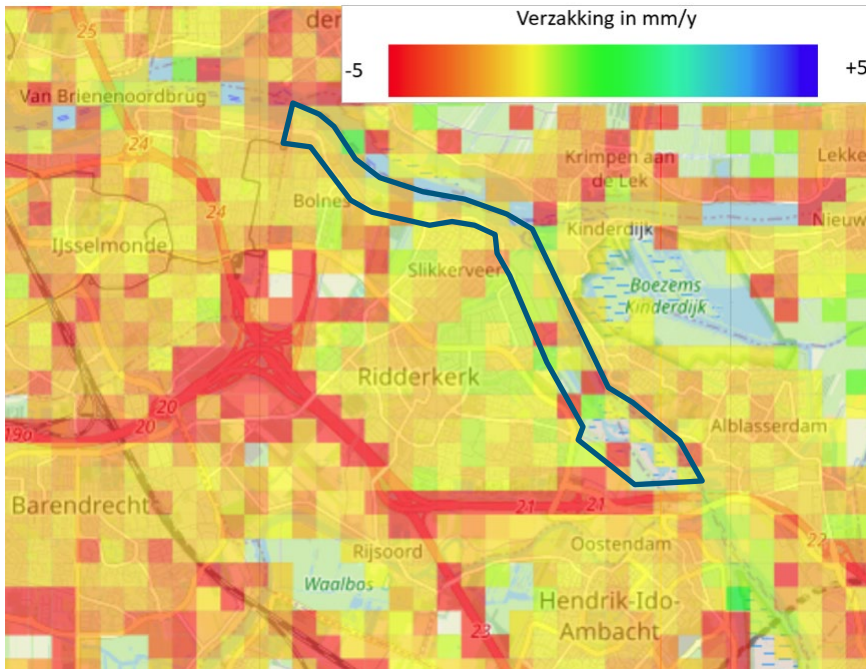 Verzakking in mm/y
-5
+5
25
der
Van Brienenoordbrug
24
Krimpen aan
de Lek
Lekke
24
Bolnes
Nieuw
Kinderdijk
IJsselmonde
Slikkerveer
Boezems
Kinderdijk
Ridderkerk
20
19a
20
Alblasserdam
Barendrecht
21
21
22
Rijsoord
Oostendam
Waalbos
Hendrik-Ido-
Ambacht
23